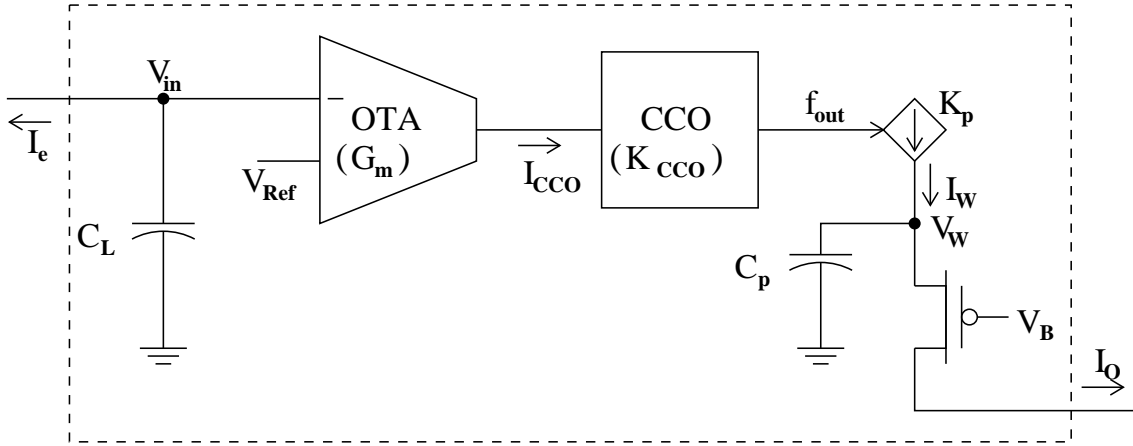 V_in
I_e
−
OTA
(G_m)
V_Ref
C_L
I_CCO
CCO
(K_CCO)
f_out
K_p
I_W
V_W
C_p
V_B
I_O